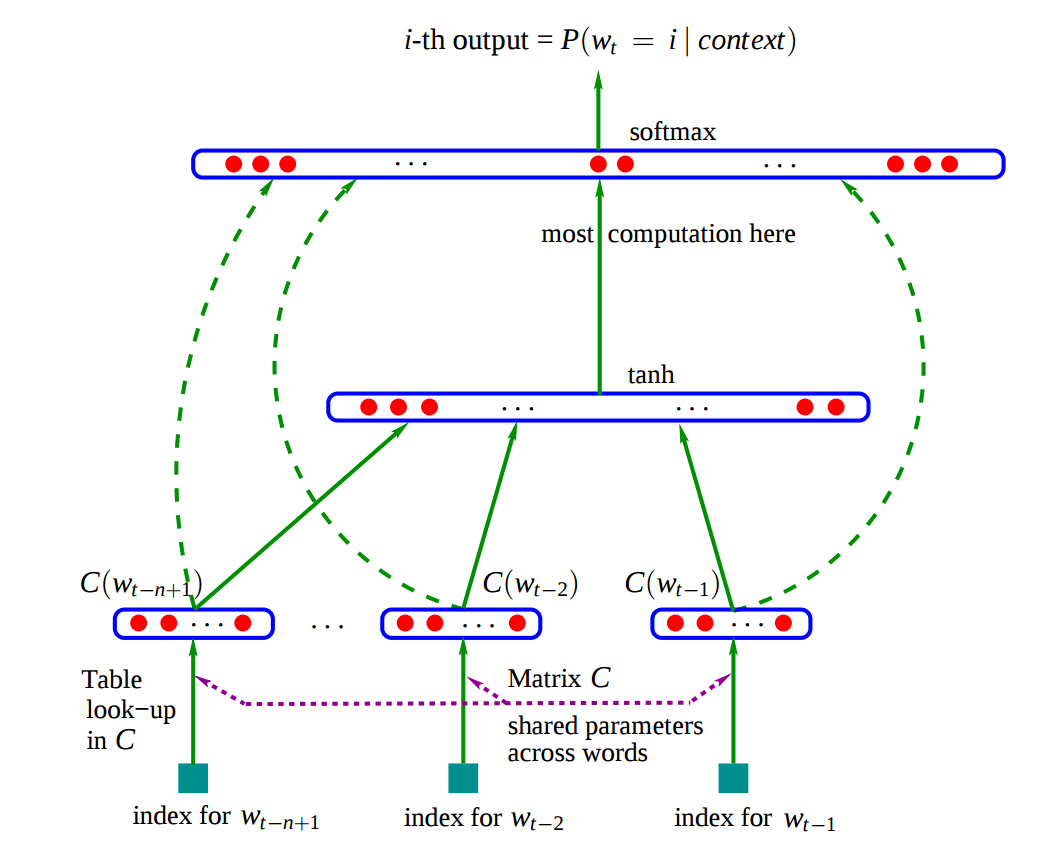 i-th output = P(w_t = i | context)
softmax
. . .
. . .
most computation here
tanh
. . .
. . .
C(w_{t−n+1})
C(w_{t−2})
C(w_{t−1})
. . .
. . .
. . .
. . .
Table
look−up
in C
Matrix C
shared parameters
across words
index for w_{t−n+1}
index for w_{t−2}
index for w_{t−1}